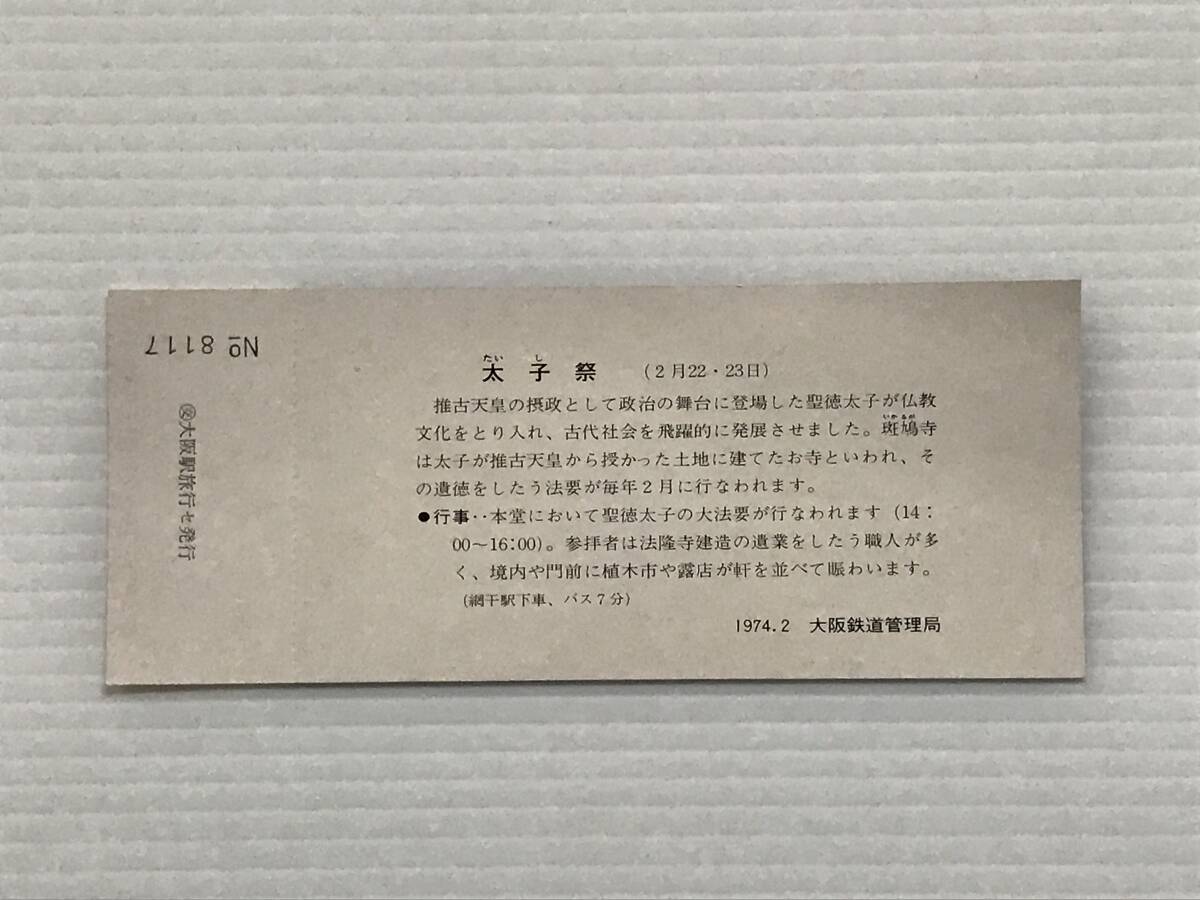 № 8117
㊋大阪駅旅行セ発行
太子祭 (2月22・23日)
たい し
推古天皇の摂政として政治の舞台に登場した聖徳太子が仏教
文化をとり入れ、古代社会を飛躍的に発展させました。斑鳩寺
いかるが
は太子が推古天皇から授かった土地に建てたお寺といわれ、そ
の遺徳をしたう法要が毎年2月に行なわれます。
●行事‥本堂において聖徳太子の大法要が行なわれます (14:
00〜16:00)。参拝者は法隆寺建造の遺業をしたう職人が多
く、境内や門前に植木市や露店が軒を並べて賑わいます。
(網干駅下車、バス7分)
1974.2 大阪鉄道管理局